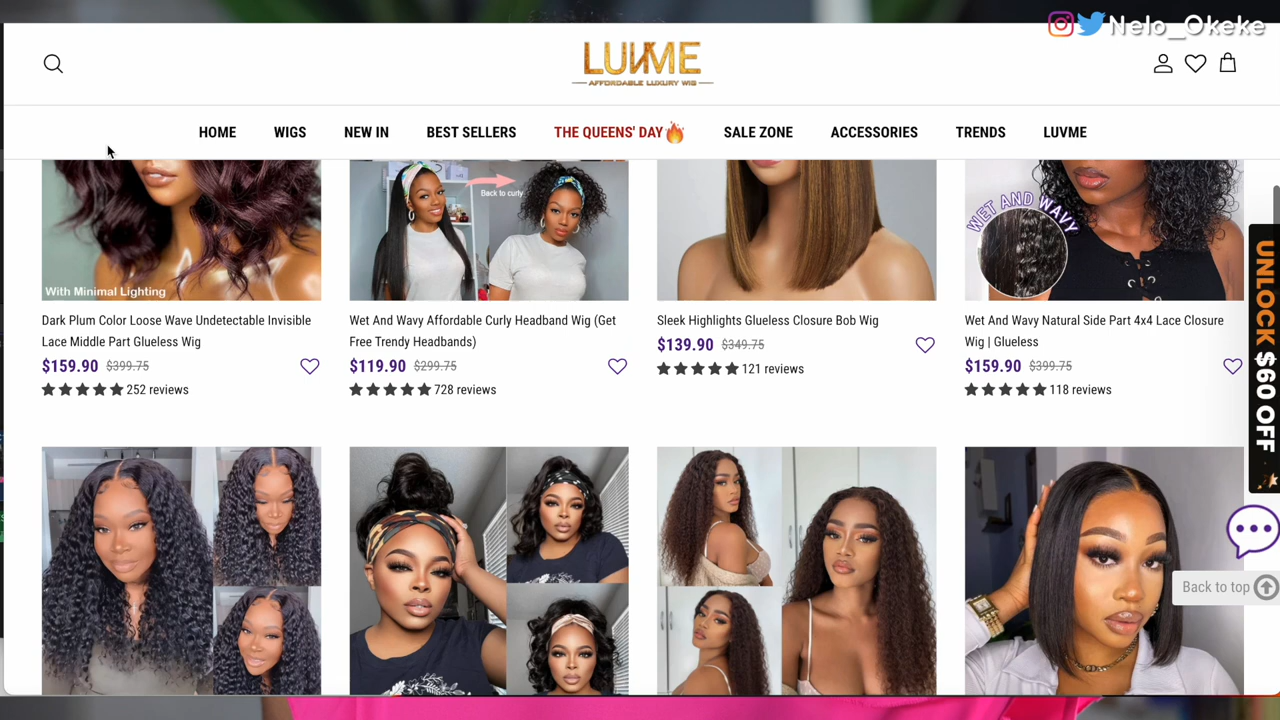 Nelo_Okeke
LUVME
AFFORDABLE LUXURY WIG
HOME
WIGS
NEW IN
BEST SELLERS
THE QUEENS' DAY
SALE ZONE
ACCESSORIES
TRENDS
LUVME
Back to curly
WET AND WAVY
With Minimal Lighting
Dark Plum Color Loose Wave Undetectable Invisible
Lace Middle Part Glueless Wig
$159.90 $399.75
252 reviews
Wet And Wavy Affordable Curly Headband Wig (Get
Free Trendy Headbands)
$119.90 $299.75
728 reviews
Sleek Highlights Glueless Closure Bob Wig
$139.90 $349.75
121 reviews
Wet And Wavy Natural Side Part 4x4 Lace Closure
Wig | Glueless
$159.90 $399.75
118 reviews
UNLOCK $60 OFF
Back to top